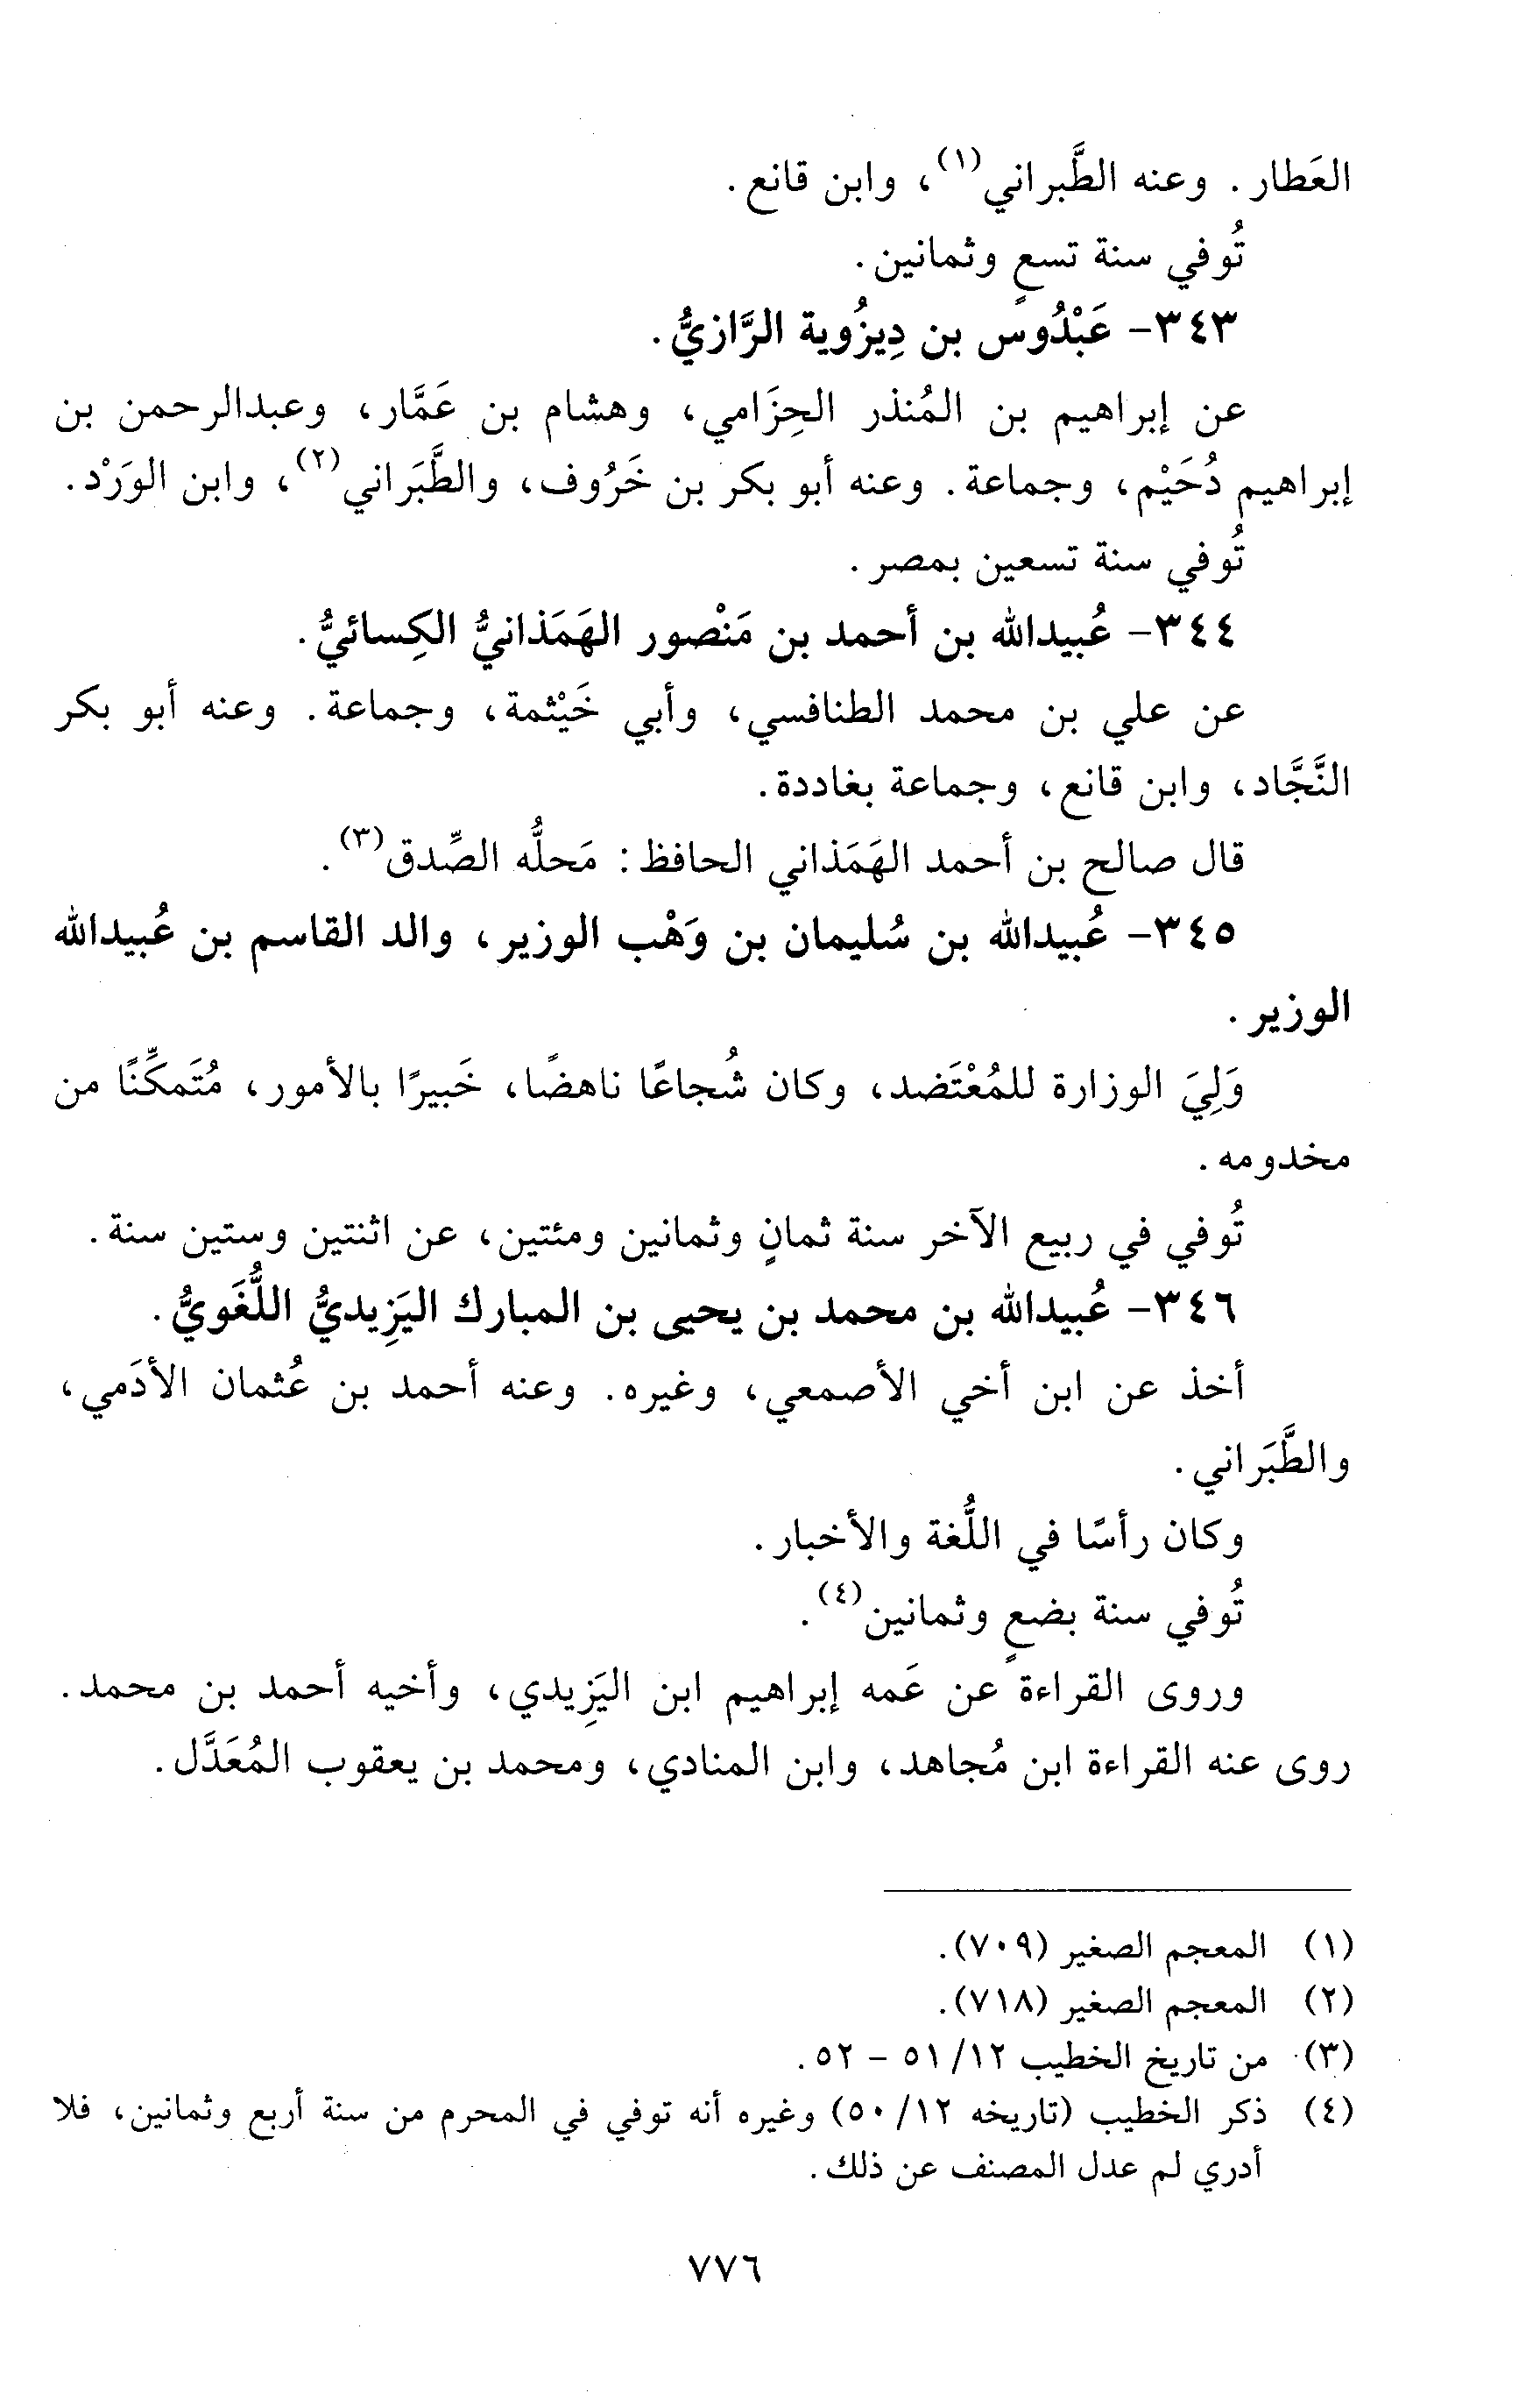 العَطار. وعنه الطَّبراني(١)، وابن قانع.
تُوفي سنة تسعٍ وثمانين.
٣٤٣- عَبْدُوس بن دِيزُوية الرَّازيُّ.
عن إبراهيم بن المُنذر الحِزَامي، وهشام بن عَمَّار، وعبدالرحمن بن
إبراهيم دُحَيْم، وجماعة. وعنه أبو بكر بن خَرُوف، والطَّبَراني(٢)، وابن الوَرْد.
تُوفي سنة تسعين بمصر.
٣٤٤- عُبيدالله بن أحمد بن مَنْصور الهَمَذانيُّ الكِسائيُّ.
عن علي بن محمد الطنافسي، وأبي خَيْثمة، وجماعة. وعنه أبو بكر
النَّجَّاد، وابن قانع، وجماعة بغاددة.
قال صالح بن أحمد الهَمَذاني الحافظ: مَحلُّه الصِّدق(٣).
٣٤٥- عُبيدالله بن سُليمان بن وَهْب الوزير، والد القاسم بن عُبيدالله
الوزير.
وَلِيَ الوزارة للمُعْتَضد، وكان شُجاعًا ناهضًا، خَبيرًا بالأمور، مُتَمكِّنًا من
مخدومه.
تُوفي في ربيع الآخر سنة ثمانٍ وثمانين ومئتين، عن اثنتين وستين سنة.
٣٤٦- عُبيدالله بن محمد بن يحيى بن المبارك اليَزِيديُّ اللُّغَويُّ.
أخذ عن ابن أخي الأصمعي، وغيره. وعنه أحمد بن عُثمان الأدَمي،
والطَّبَراني.
وكان رأسًا في اللُّغة والأخبار.
تُوفي سنة بضعٍ وثمانين(٤).
وروى القراءة عن عَمه إبراهيم ابن اليَزِيدي، وأخيه أحمد بن محمد.
روى عنه القراءة ابن مُجاهد، وابن المنادي، ومحمد بن يعقوب المُعَدَّل.
(١) المعجم الصغير (٧٠٩).
(٢) المعجم الصغير (٧١٨).
(٣) من تاريخ الخطيب ١٢/ ٥١ - ٥٢.
(٤) ذكر الخطيب (تاريخه ١٢/ ٥٠) وغيره أنه توفي في المحرم من سنة أربع وثمانين، فلا
أدري لم عدل المصنف عن ذلك.
٧٧٦